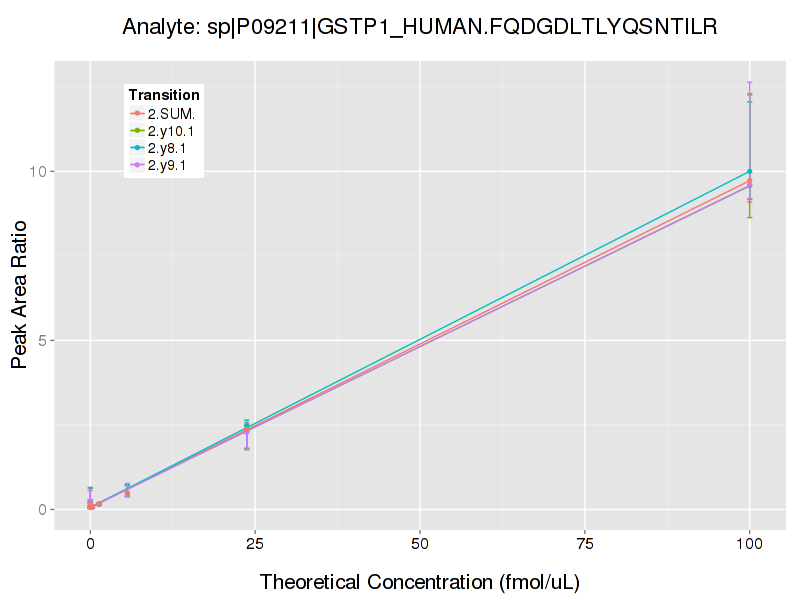 Analyte: sp|P09211|GSTP1_HUMAN.FQDGDLTLYQSNTILR
Transition
2.SUM.
2.y10.1
2.y8.1
2.y9.1
10
5
0
Peak Area Ratio
0 25 50 75 100
Theoretical Concentration (fmol/uL)